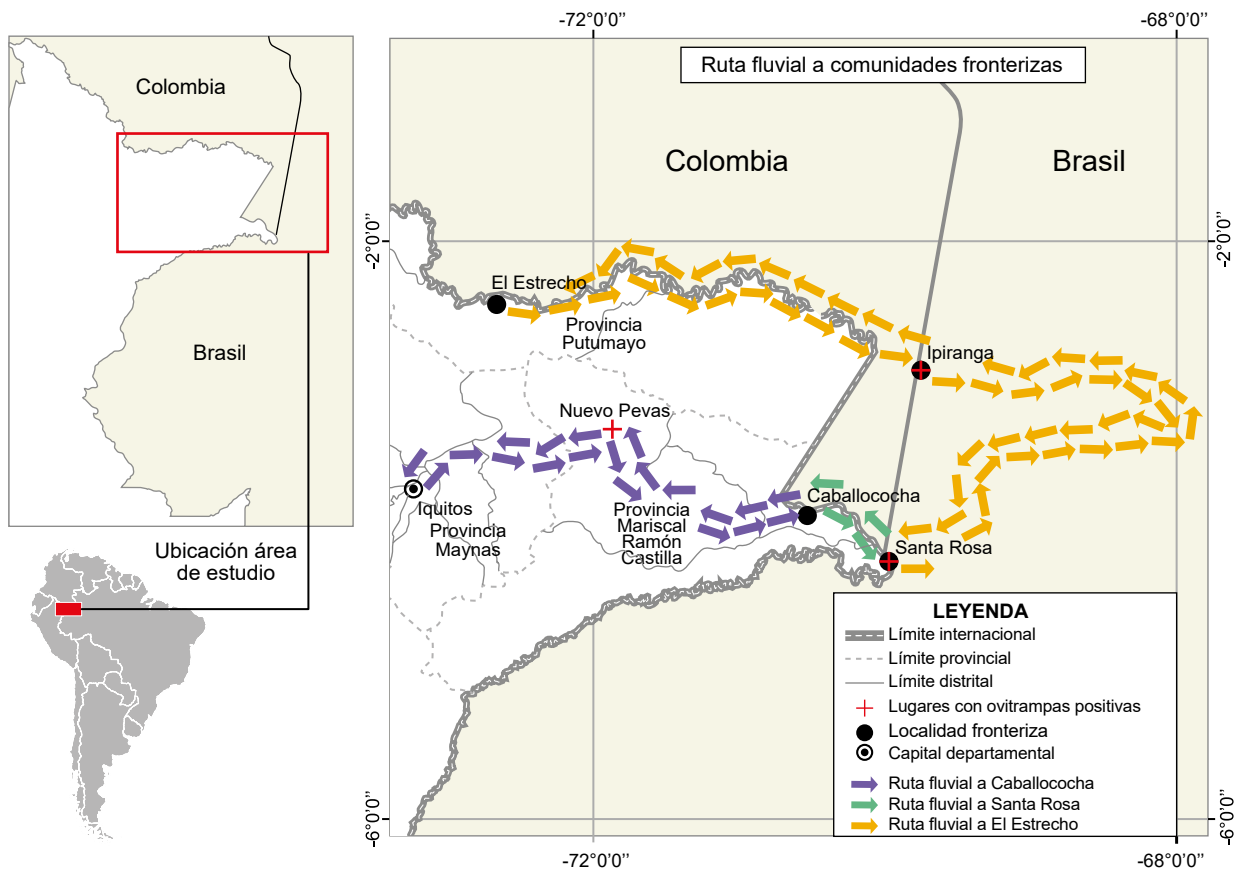 Colombia
Brasil
Ubicación área
de estudio
-72°0'0''
-68°0'0''
Ruta fluvial a comunidades fronterizas
Colombia
Brasil
-2°0'0''
-2°0'0''
El Estrecho
Provincia
Putumayo
Ipiranga
Nuevo Pevas
Iquitos
Provincia
Maynas
Provincia
Mariscal
Ramón
Castilla
Caballococha
Santa Rosa
LEYENDA
Límite internacional
Límite provincial
Límite distrital
Lugares con ovitrampas positivas
Localidad fronteriza
Capital departamental
Ruta fluvial a Caballococha
Ruta fluvial a Santa Rosa
Ruta fluvial a El Estrecho
-6°0'0''
-6°0'0''
-72°0'0''
-68°0'0''